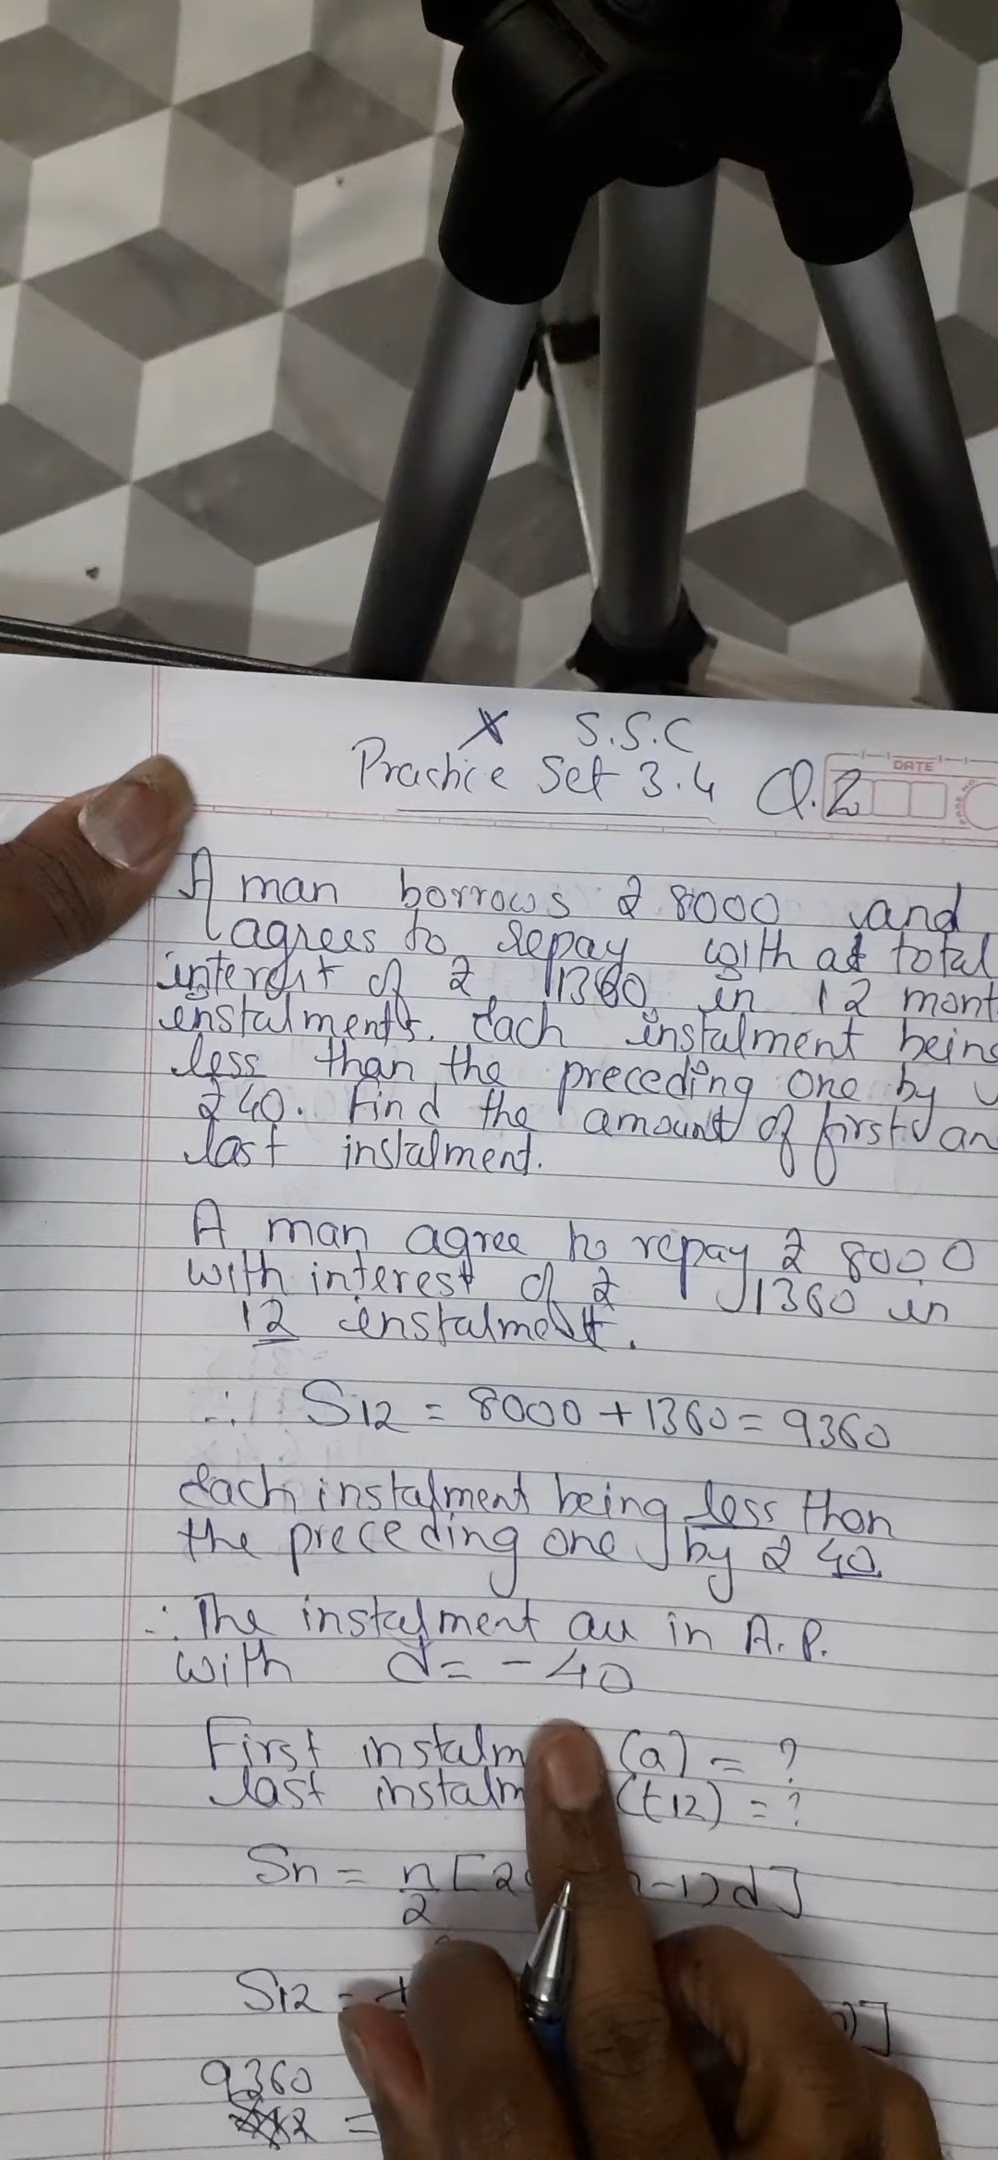 X S.S.C
Practice Set 3.4 Q.2
DATE
A man borrows ₹ 8000 and
agrees to repay with a total
interest of ₹ 1360 in 12 mont
instalments. Each instalment being
less than the preceding one by
₹ 40. Find the amount of first an
last instalment.
A man agree to repay ₹ 8000
with interest of ₹ 1360 in
12 instalment.
∴ S12 = 8000 + 1360 = 9360
Each instalment being less than
the preceding one by ₹ 40
∴ The instalment are in A.P.
with d = -40
First instalm (a) = ?
last instalm (t12) = ?
Sn = n/2 [2 -1)d]
S12 = )]
9360
=